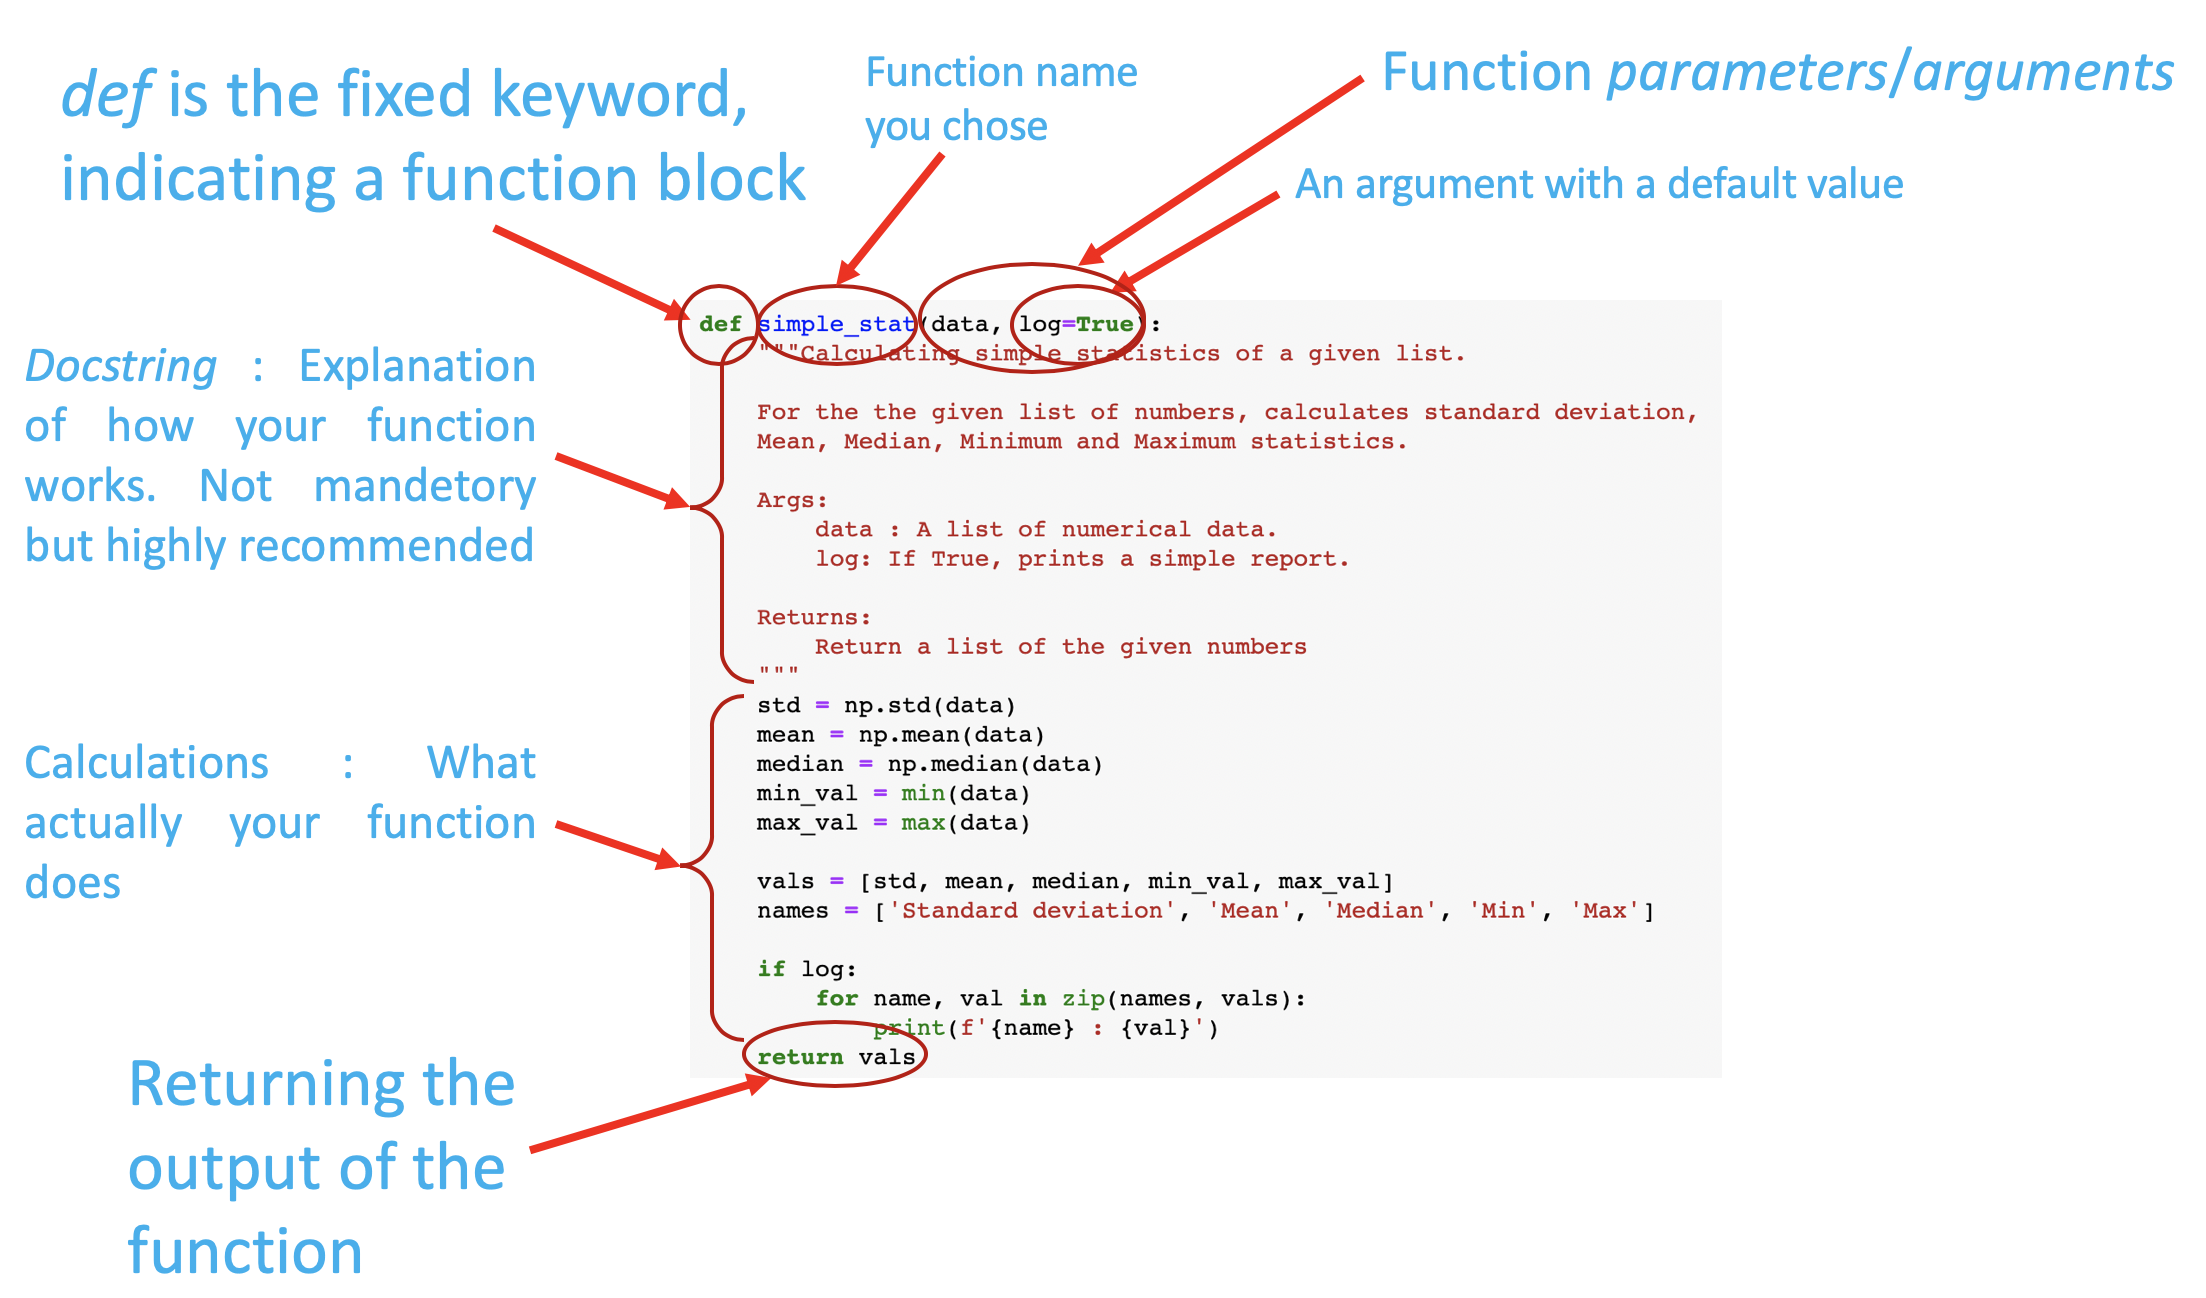 def is the fixed keyword,
indicating a function block
Function name
you chose
Function parameters/arguments
An argument with a default value
Docstring : Explanation
of how your function
works. Not mandetory
but highly recommended
Calculations : What
actually your function
does
Returning the
output of the
function
def simple_stat(data, log=True):
    """Calculating simple statistics of a given list.

    For the the given list of numbers, calculates standard deviation,
    Mean, Median, Minimum and Maximum statistics.

    Args:
        data : A list of numerical data.
        log: If True, prints a simple report.

    Returns:
        Return a list of the given numbers
    """
    std = np.std(data)
    mean = np.mean(data)
    median = np.median(data)
    min_val = min(data)
    max_val = max(data)

    vals = [std, mean, median, min_val, max_val]
    names = ['Standard deviation', 'Mean', 'Median', 'Min', 'Max']

    if log:
        for name, val in zip(names, vals):
            print(f'{name} : {val}')
    return vals